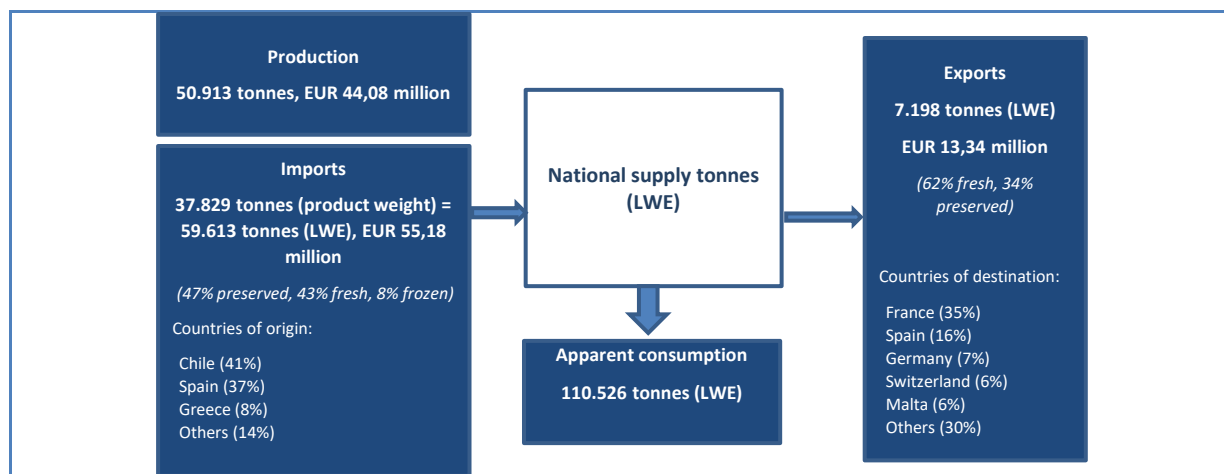 Production
50.913 tonnes, EUR 44,08 million
Imports
37.829 tonnes (product weight) =
59.613 tonnes (LWE), EUR 55,18
million
(47% preserved, 43% fresh, 8% frozen)
Countries of origin:
Chile (41%)
Spain (37%)
Greece (8%)
Others (14%)
National supply tonnes
(LWE)
Apparent consumption
110.526 tonnes (LWE)
Exports
7.198 tonnes (LWE)
EUR 13,34 million
(62% fresh, 34%
preserved)
Countries of destination:
France (35%)
Spain (16%)
Germany (7%)
Switzerland (6%)
Malta (6%)
Others (30%)